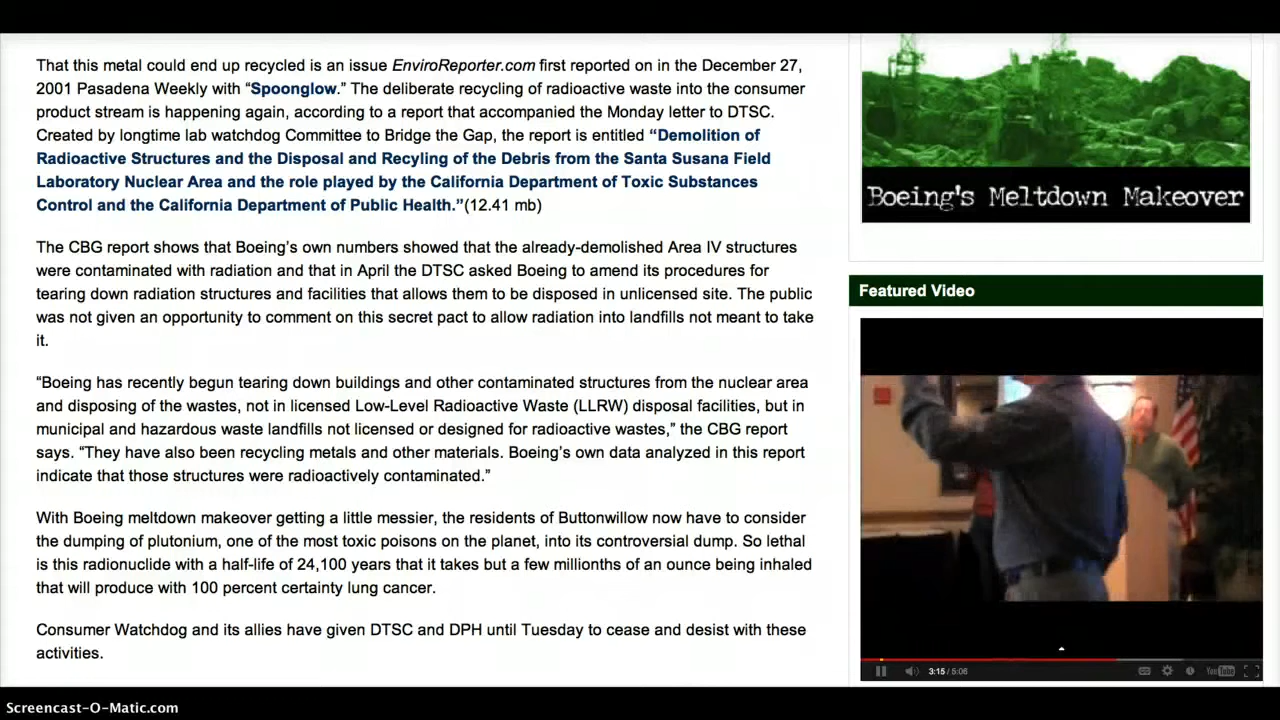 That this metal could end up recycled is an issue EnviroReporter.com first reported on in the December 27,
2001 Pasadena Weekly with “Spoonglow.” The deliberate recycling of radioactive waste into the consumer
product stream is happening again, according to a report that accompanied the Monday letter to DTSC.
Created by longtime lab watchdog Committee to Bridge the Gap, the report is entitled “Demolition of
Radioactive Structures and the Disposal and Recyling of the Debris from the Santa Susana Field
Laboratory Nuclear Area and the role played by the California Department of Toxic Substances
Control and the California Department of Public Health.”(12.41 mb)
The CBG report shows that Boeing’s own numbers showed that the already-demolished Area IV structures
were contaminated with radiation and that in April the DTSC asked Boeing to amend its procedures for
tearing down radiation structures and facilities that allows them to be disposed in unlicensed site. The public
was not given an opportunity to comment on this secret pact to allow radiation into landfills not meant to take
it.
“Boeing has recently begun tearing down buildings and other contaminated structures from the nuclear area
and disposing of the wastes, not in licensed Low-Level Radioactive Waste (LLRW) disposal facilities, but in
municipal and hazardous waste landfills not licensed or designed for radioactive wastes,” the CBG report
says. “They have also been recycling metals and other materials. Boeing’s own data analyzed in this report
indicate that those structures were radioactively contaminated.”
With Boeing meltdown makeover getting a little messier, the residents of Buttonwillow now have to consider
the dumping of plutonium, one of the most toxic poisons on the planet, into its controversial dump. So lethal
is this radionuclide with a half-life of 24,100 years that it takes but a few millionths of an ounce being inhaled
that will produce with 100 percent certainty lung cancer.
Consumer Watchdog and its allies have given DTSC and DPH until Tuesday to cease and desist with these
activities.
Boeing's Meltdown Makeover
Featured Video
3:15 / 5:06
YouTube
Screencast-O-Matic.com